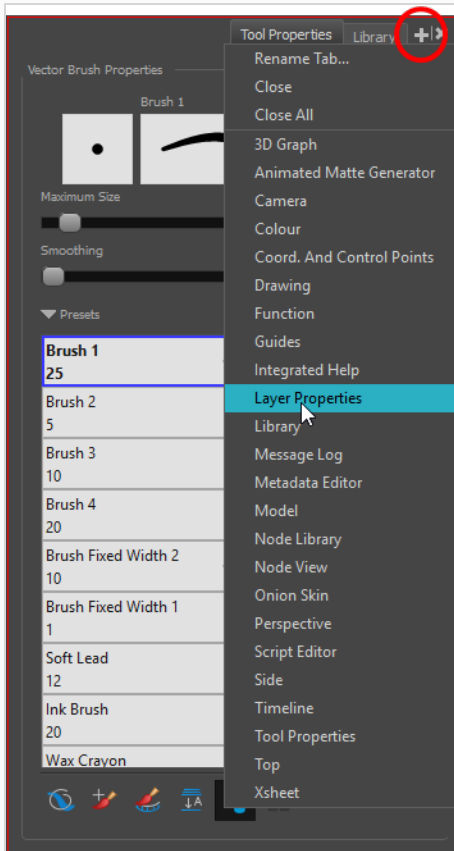 Tool Properties Library
Vector Brush Properties
Brush 1
Maximum Size
Smoothing
Presets
Brush 1
25
Brush 2
5
Brush 3
10
Brush 4
20
Brush Fixed Width 2
10
Brush Fixed Width 1
1
Soft Lead
12
Ink Brush
20
Wax Crayon
Rename Tab...
Close
Close All
3D Graph
Animated Matte Generator
Camera
Colour
Coord. And Control Points
Drawing
Function
Guides
Integrated Help
Layer Properties
Library
Message Log
Metadata Editor
Model
Node Library
Node View
Onion Skin
Perspective
Script Editor
Side
Timeline
Tool Properties
Top
Xsheet